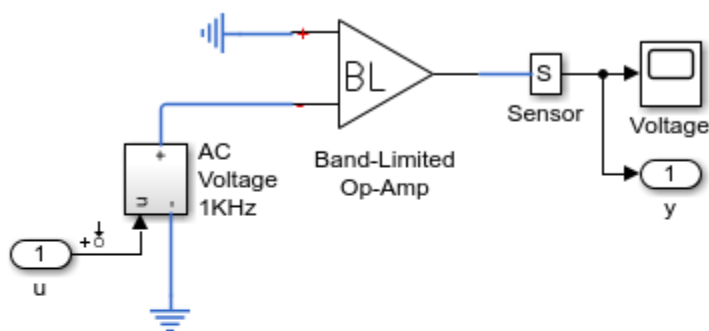 +
BL
-
S
Sensor
Voltage
Band-Limited
Op-Amp
+
u
-
AC
Voltage
1KHz
1
y
+
1
u